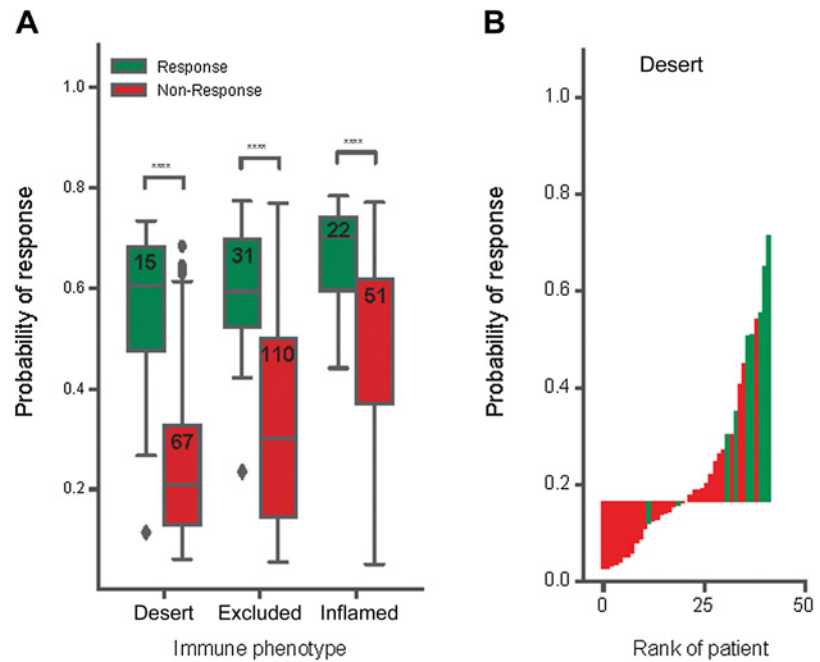 A
Probability of response
1.0
0.8
0.6
0.4
0.2
Response
Non-Response
****
****
****
15
67
31
110
22
51
Desert Excluded Inflamed
Immune phenotype
B
Desert
Probability of response
1.0
0.8
0.6
0.4
0.2
0.0
0 25 50
Rank of patient